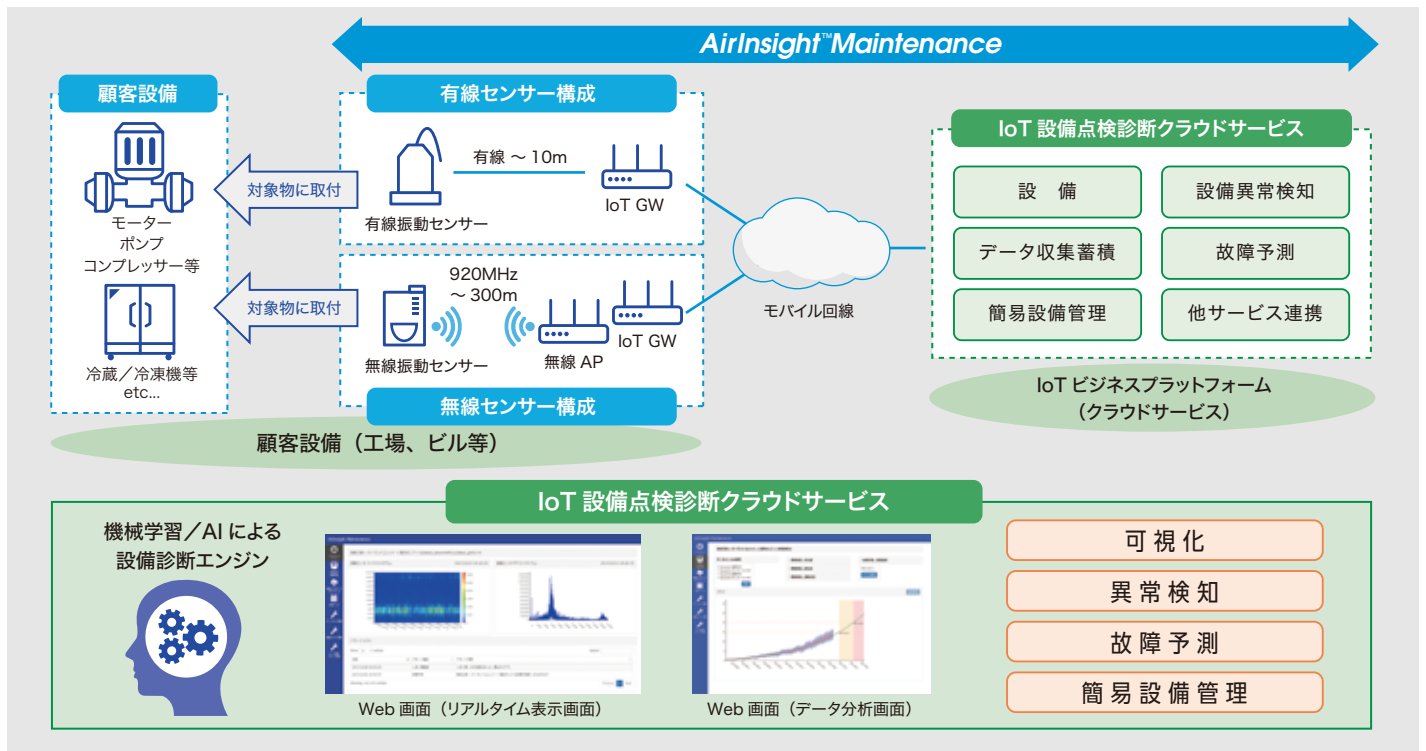 AirInsight™Maintenance
顧客設備
モーター
ポンプ
コンプレッサー等
冷蔵／冷凍機等
etc...
対象物に取付
対象物に取付
有線センサー構成
有線 ～ 10m
有線振動センサー
IoT GW
920MHz
～ 300m
無線振動センサー
無線 AP
IoT GW
無線センサー構成
顧客設備（工場、ビル等）
モバイル回線
IoT 設備点検診断クラウドサービス
設　備
設備異常検知
データ収集蓄積
故障予測
簡易設備管理
他サービス連携
IoT ビジネスプラットフォーム
（クラウドサービス）
IoT 設備点検診断クラウドサービス
機械学習／AI による
設備診断エンジン
Web 画面（リアルタイム表示画面）
Web 画面（データ分析画面）
可視化
異常検知
故障予測
簡易設備管理